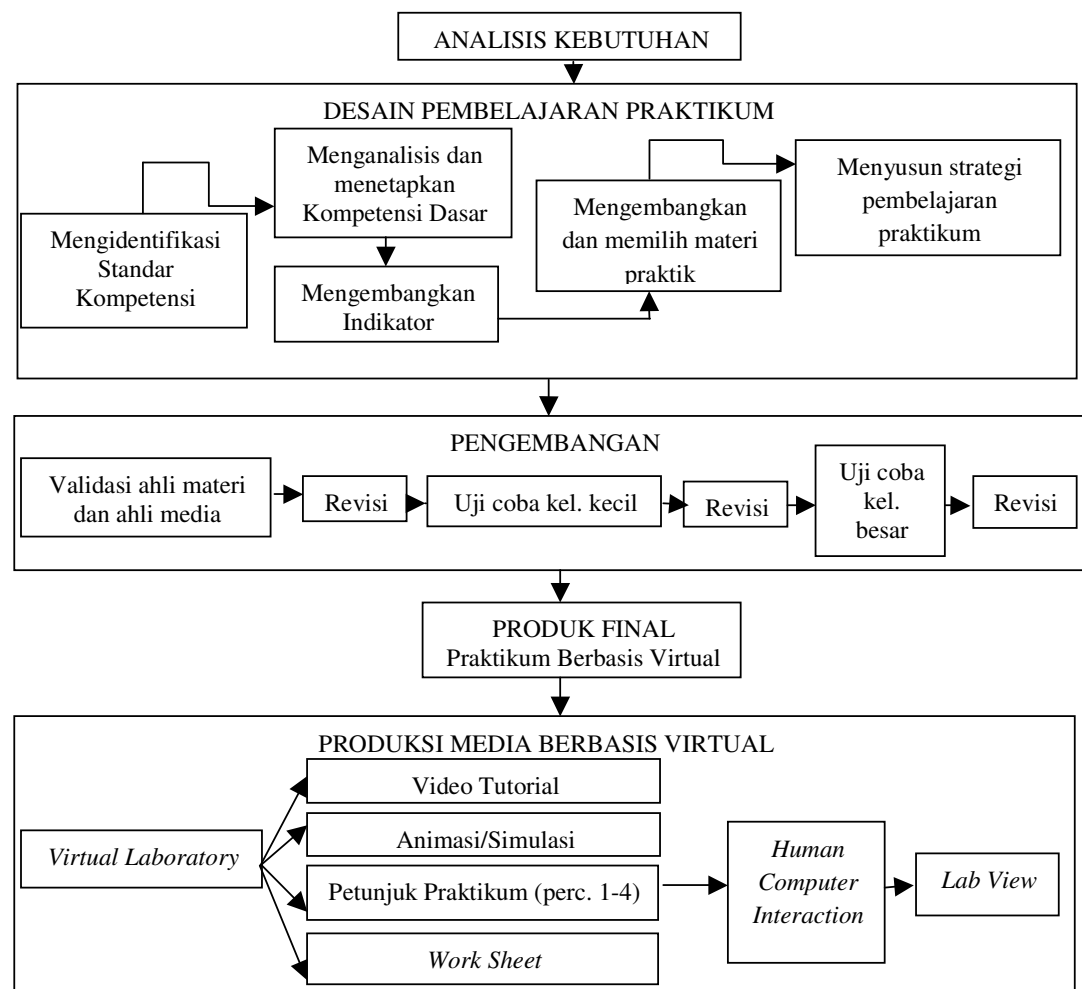 ANALISIS KEBUTUHAN
DESAIN PEMBELAJARAN PRAKTIKUM
Mengidentifikasi
Standar
Kompetensi
Menganalisis dan
menetapkan
Kompetensi Dasar
Mengembangkan
Indikator
Mengembangkan
dan memilih materi
praktik
Menyusun strategi
pembelajaran
praktikum
PENGEMBANGAN
Validasi ahli materi
dan ahli media
Revisi
Uji coba kel. kecil
Revisi
Uji coba
kel.
besar
Revisi
PRODUK FINAL
Praktikum Berbasis Virtual
PRODUKSI MEDIA BERBASIS VIRTUAL
Virtual Laboratory
Video Tutorial
Animasi/Simulasi
Petunjuk Praktikum (perc. 1-4)
Work Sheet
Human
Computer
Interaction
Lab View